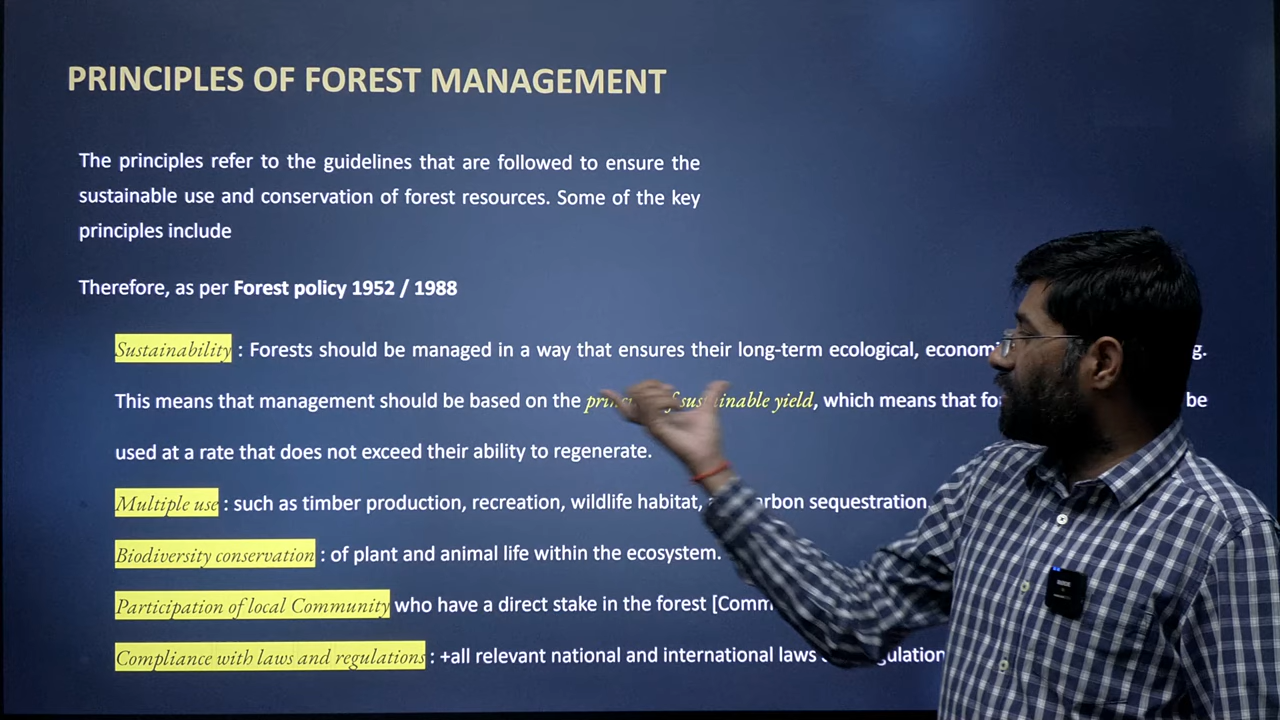 PRINCIPLES OF FOREST MANAGEMENT
The principles refer to the guidelines that are followed to ensure the
sustainable use and conservation of forest resources. Some of the key
principles include
Therefore, as per Forest policy 1952 / 1988
Sustainability : Forests should be managed in a way that ensures their long-term ecological,
This means that management should be based on the sustainable yield, which means that be
used at a rate that does not exceed their ability to regenerate.
Multiple use : such as timber production, recreation, wildlife habitat, carbon sequestration.
Biodiversity conservation : of plant and animal life within the ecosystem.
Participation of local Community who have a direct stake in the forest
Compliance with laws and regulations : +all relevant national and international laws